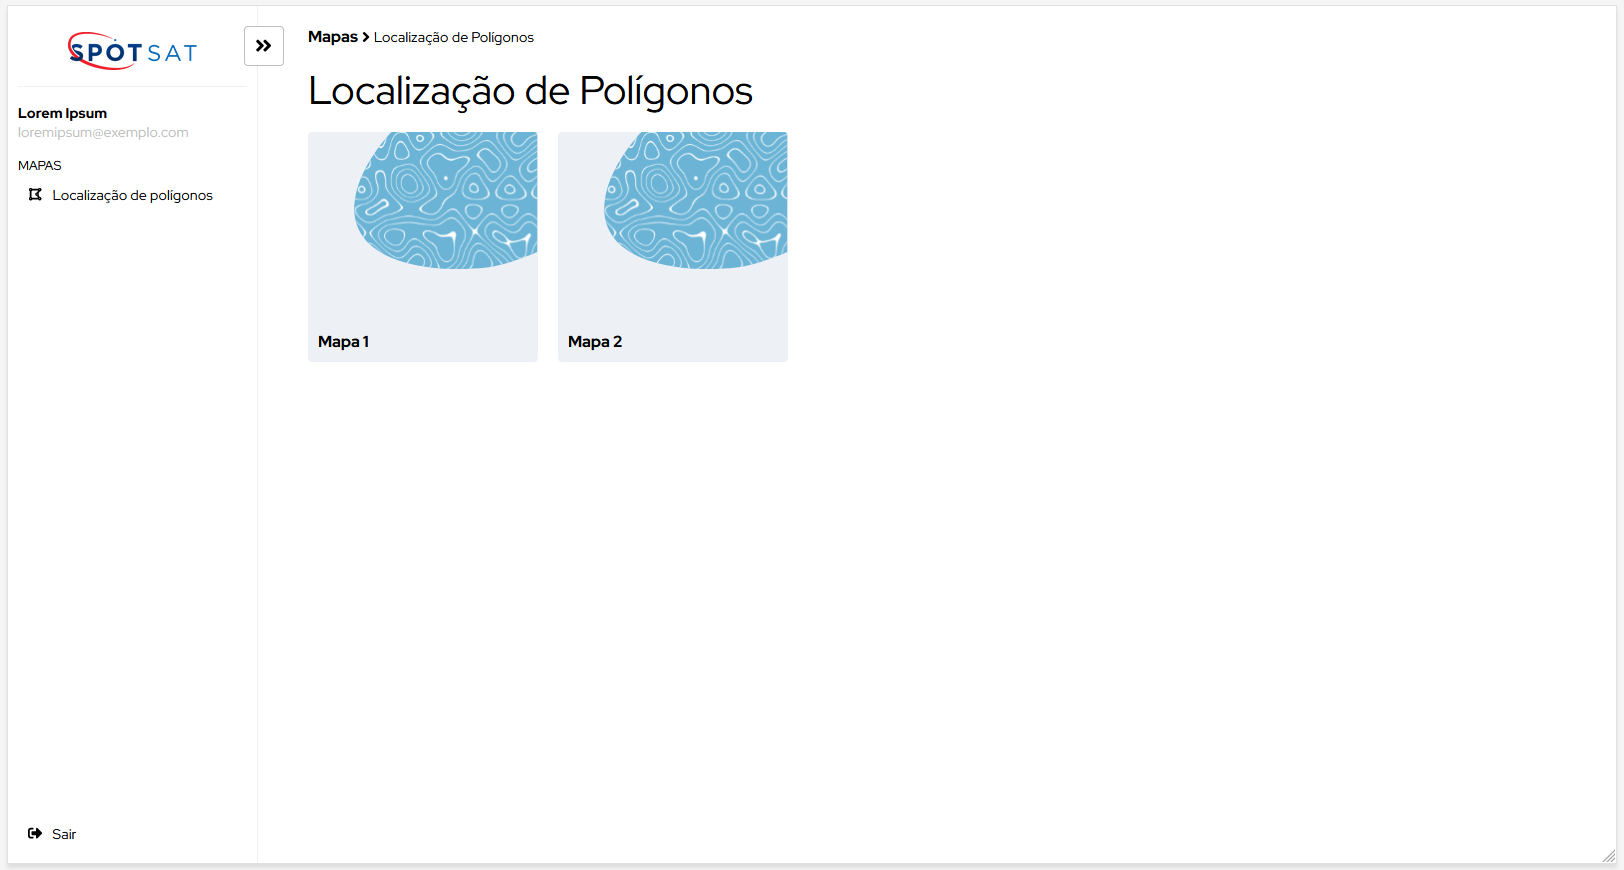 SPOTSAT
Lorem Ipsum
loremipsum@exemplo.com
MAPAS
Localização de polígonos
Sair
Mapas > Localização de Polígonos
Localização de Polígonos
Mapa 1
Mapa 2